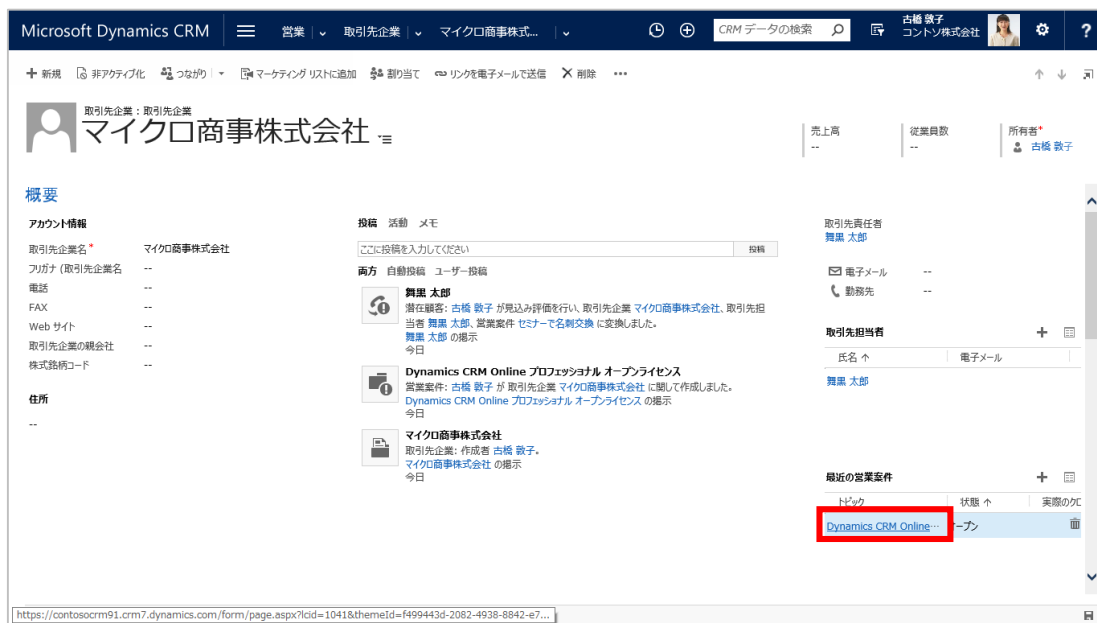 Microsoft Dynamics CRM 営業 取引先企業 マイクロ商事株式... CRM データの検索 古橋 敦子 コントソ株式会社 ?
新規 非アクティブ化 つながり マーケティング リストに追加 割り当て リンクを電子メールで送信 削除 •••
取引先企業 : 取引先企業
マイクロ商事株式会社
売上高 従業員数 所有者*
-- -- 古橋 敦子
概要
アカウント情報
取引先企業名* マイクロ商事株式会社
フリガナ (取引先企業名 --
電話 --
FAX --
Web サイト --
取引先企業の親会社 --
株式銘柄コード --
住所
--
投稿 活動 メモ
ここに投稿を入力してください 投稿
両方 自動投稿 ユーザー投稿
舞黒 太郎
潜在顧客: 古橋 敦子 が見込み評価を行い、取引先企業 マイクロ商事株式会社、取引先担
当者 舞黒 太郎、営業案件 セミナーで名刺交換 に変換しました。
舞黒 太郎 の掲示
今日
Dynamics CRM Online プロフェッショナル オープンライセンス
営業案件: 古橋 敦子 が 取引先企業 マイクロ商事株式会社 に関して作成しました。
Dynamics CRM Online プロフェッショナル オープンライセンス の掲示
今日
マイクロ商事株式会社
取引先企業: 作成者 古橋 敦子。
マイクロ商事株式会社 の掲示
今日
取引先責任者
舞黒 太郎
電子メール --
勤務先 --
取引先担当者
氏名 電子メール
舞黒 太郎
最近の営業案件
トピック 状態 実際のクロ
Dynamics CRM Online… オープン
https://contosocrm91.crm7.dynamics.com/form/page.aspx?lcid=1041&themeId=f499443d-2082-4938-8842-e7...